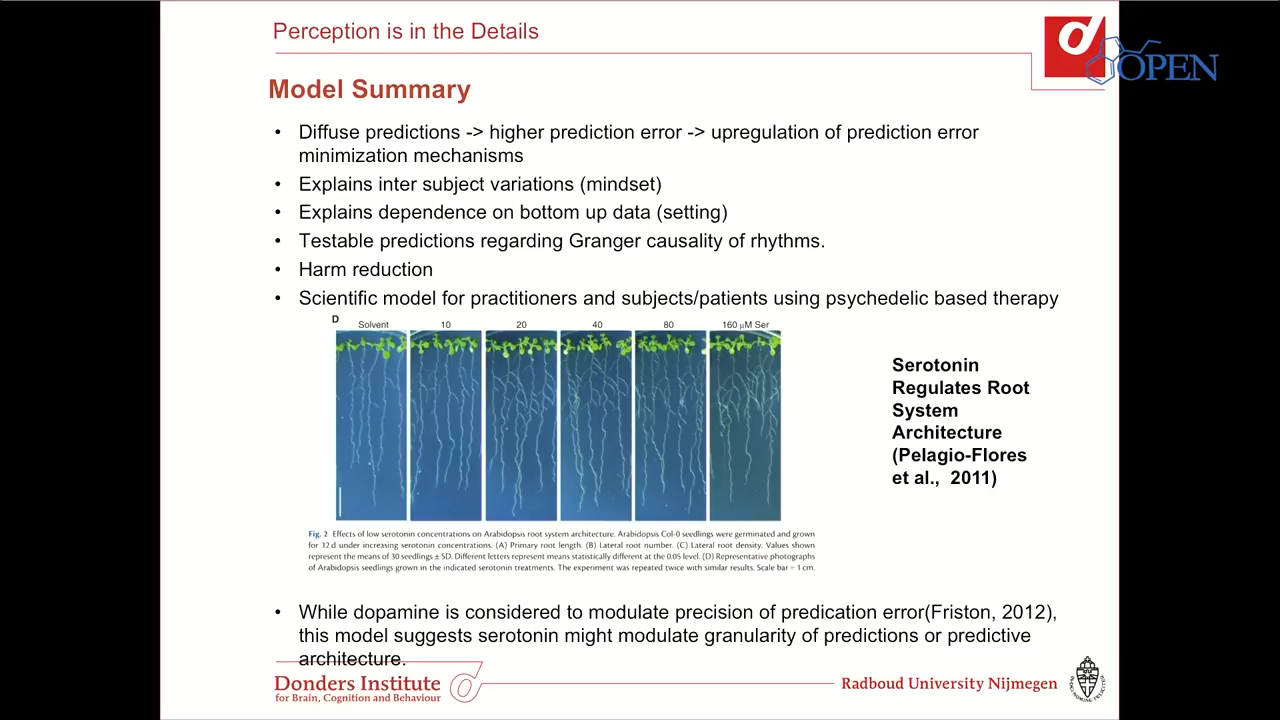 Perception is in the Details
OPEN
Model Summary
• Diffuse predictions -> higher prediction error -> upregulation of prediction error
minimization mechanisms
• Explains inter subject variations (mindset)
• Explains dependence on bottom up data (setting)
• Testable predictions regarding Granger causality of rhythms.
• Harm reduction
• Scientific model for practitioners and subjects/patients using psychedelic based therapy
D
Solvent 10 20 40 80 160 µM Ser
Serotonin
Regulates Root
System
Architecture
(Pelagio-Flores
et al., 2011)
Fig. 2 Effects of low serotonin concentrations on Arabidopsis root system architecture. Arabidopsis Col-0 seedlings were germinated and grown
for 12 d under increasing serotonin concentrations. (A) Primary root length. (B) Lateral root number. (C) Lateral root density. Values shown
represent the means of 30 seedlings ± SD. Different letters represent means statistically different at the 0.05 level. (D) Representative photographs
of Arabidopsis seedlings grown in the indicated serotonin treatments. The experiment was repeated twice with similar results. Scale bar = 1 cm.
• While dopamine is considered to modulate precision of predication error(Friston, 2012),
this model suggests serotonin might modulate granularity of predictions or predictive
architecture.
Donders Institute
for Brain, Cognition and Behaviour
Radboud University Nijmegen